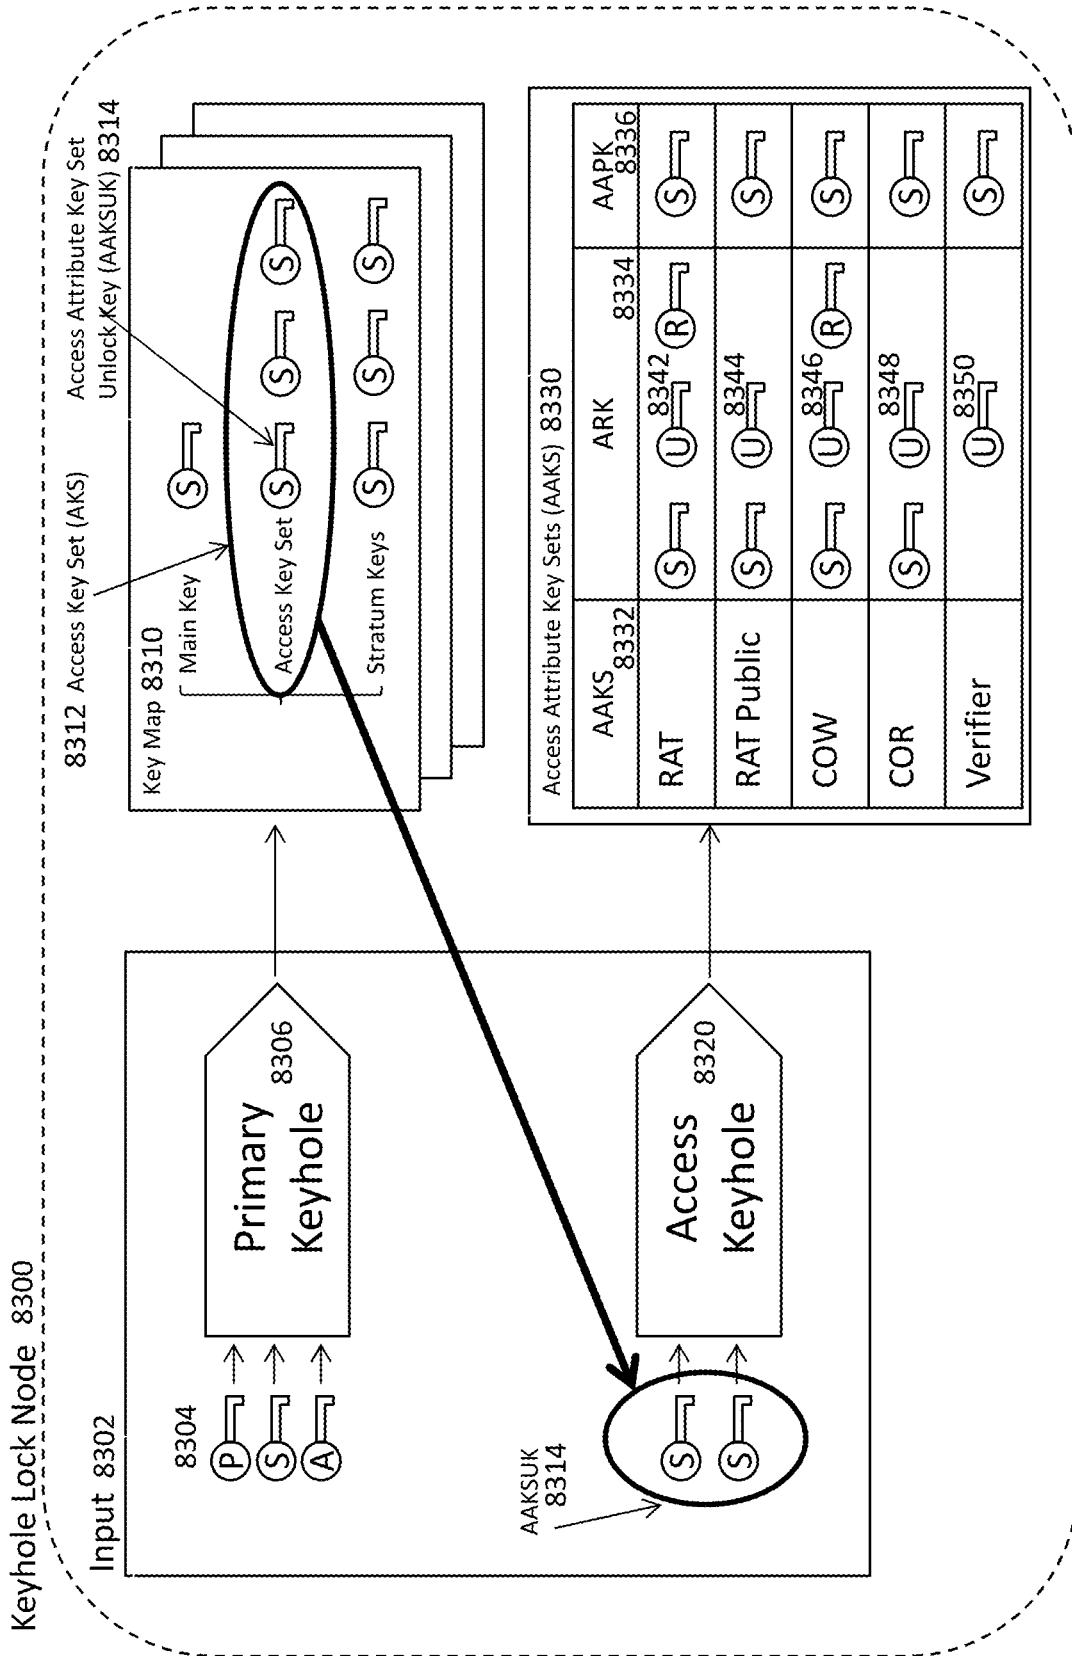 Keyhole Lock Node 8300
Input 8302
8304
P
S
A
Primary
Keyhole
8306
AAKSUK
8314
S
S
Access
Keyhole
8320
8312 Access Key Set (AKS)
Access Attribute Key Set
Unlock Key (AAKSUK) 8314
Key Map 8310
Main Key
S
Access Key Set
S
S
S
Stratum Keys
S
S
S
Access Attribute Key Sets (AAKS) 8330
AAKS
8332
ARK
8334
AAPK
8336
RAT
S
U
8342
R
S
RAT Public
S
U
8344
S
COW
S
U
8346
R
S
COR
S
U
8348
S
Verifier
U
8350
S